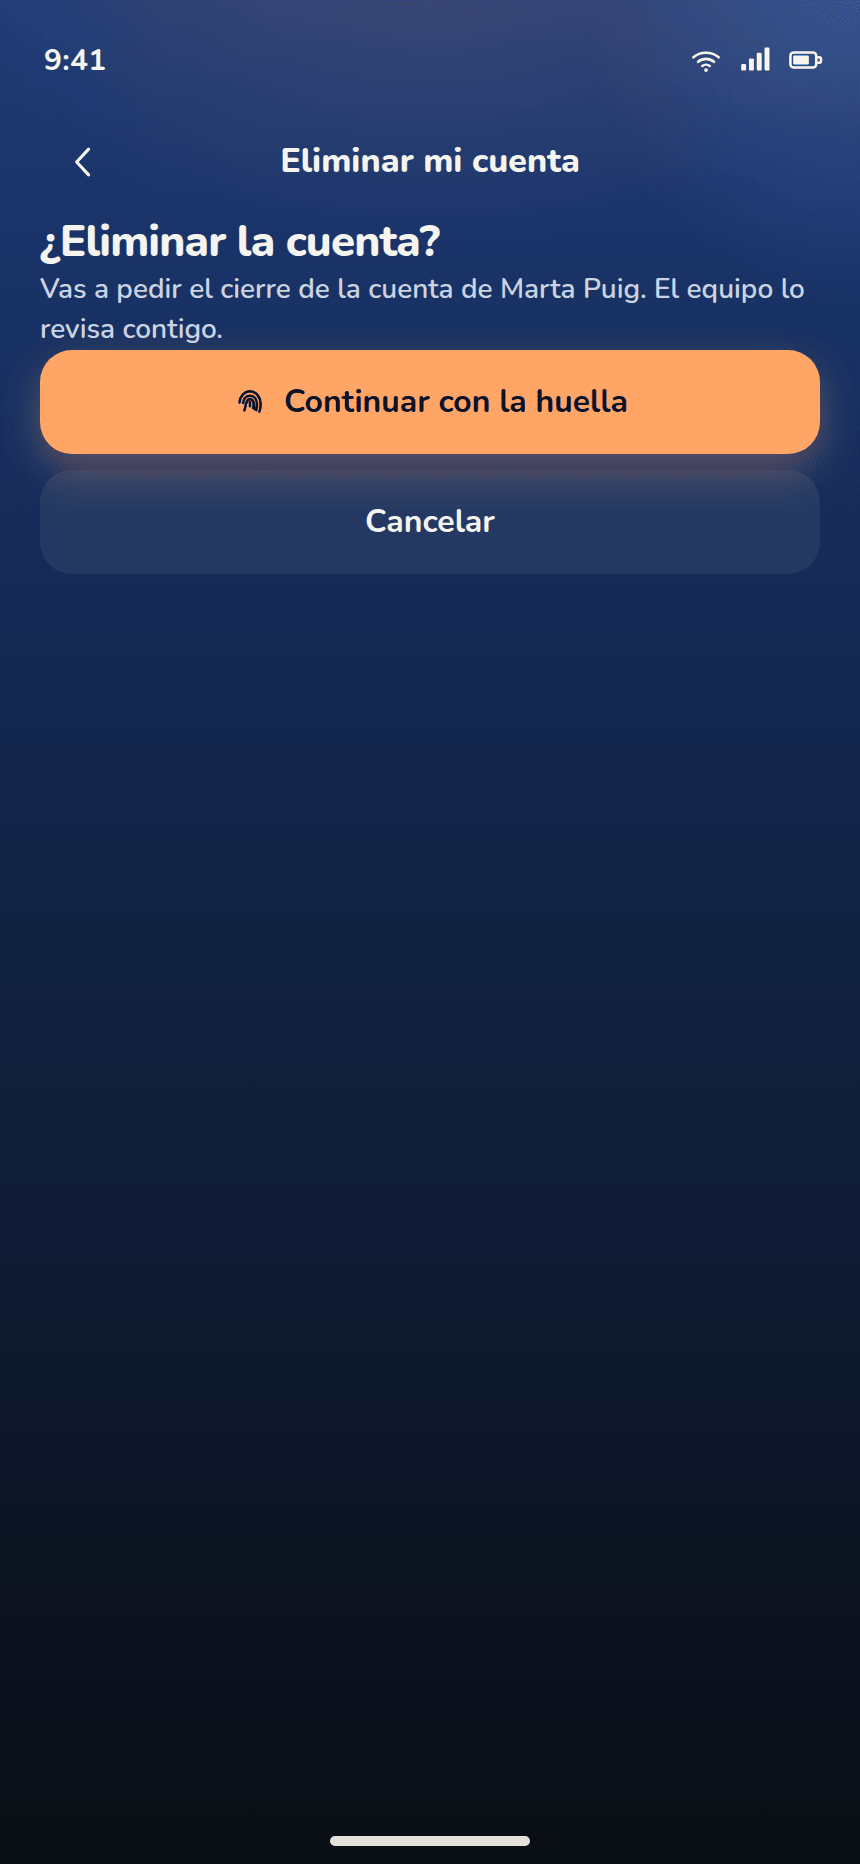 9:41
Eliminar mi cuenta
¿Eliminar la cuenta?
Vas a pedir el cierre de la cuenta de Marta Puig. El equipo lo
revisa contigo.
Continuar con la huella
Cancelar